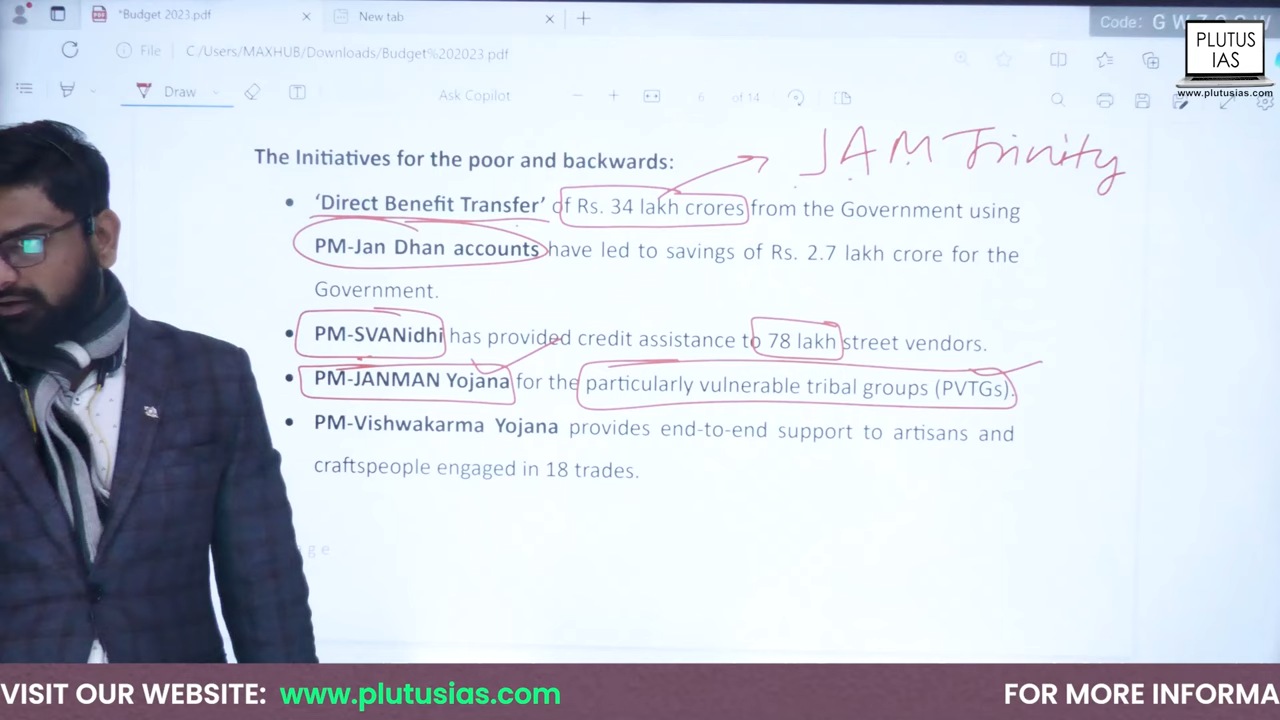 *Budget 2023.pdf
New tab
Code:
PLUTUS
IAS
www.plutusias.com
File
C:/Users/MAXHUB/Downloads/Budget%202023.pdf
Draw
Ask Copilot
6 of 14
JAM Trinity
The Initiatives for the poor and backwards:
• ‘Direct Benefit Transfer’ of Rs. 34 lakh crores from the Government using
PM-Jan Dhan accounts have led to savings of Rs. 2.7 lakh crore for the
Government.
• PM-SVANidhi has provided credit assistance to 78 lakh street vendors.
• PM-JANMAN Yojana for the particularly vulnerable tribal groups (PVTGs).
• PM-Vishwakarma Yojana provides end-to-end support to artisans and
craftspeople engaged in 18 trades.
VISIT OUR WEBSITE: www.plutusias.com
FOR MORE INFORMA